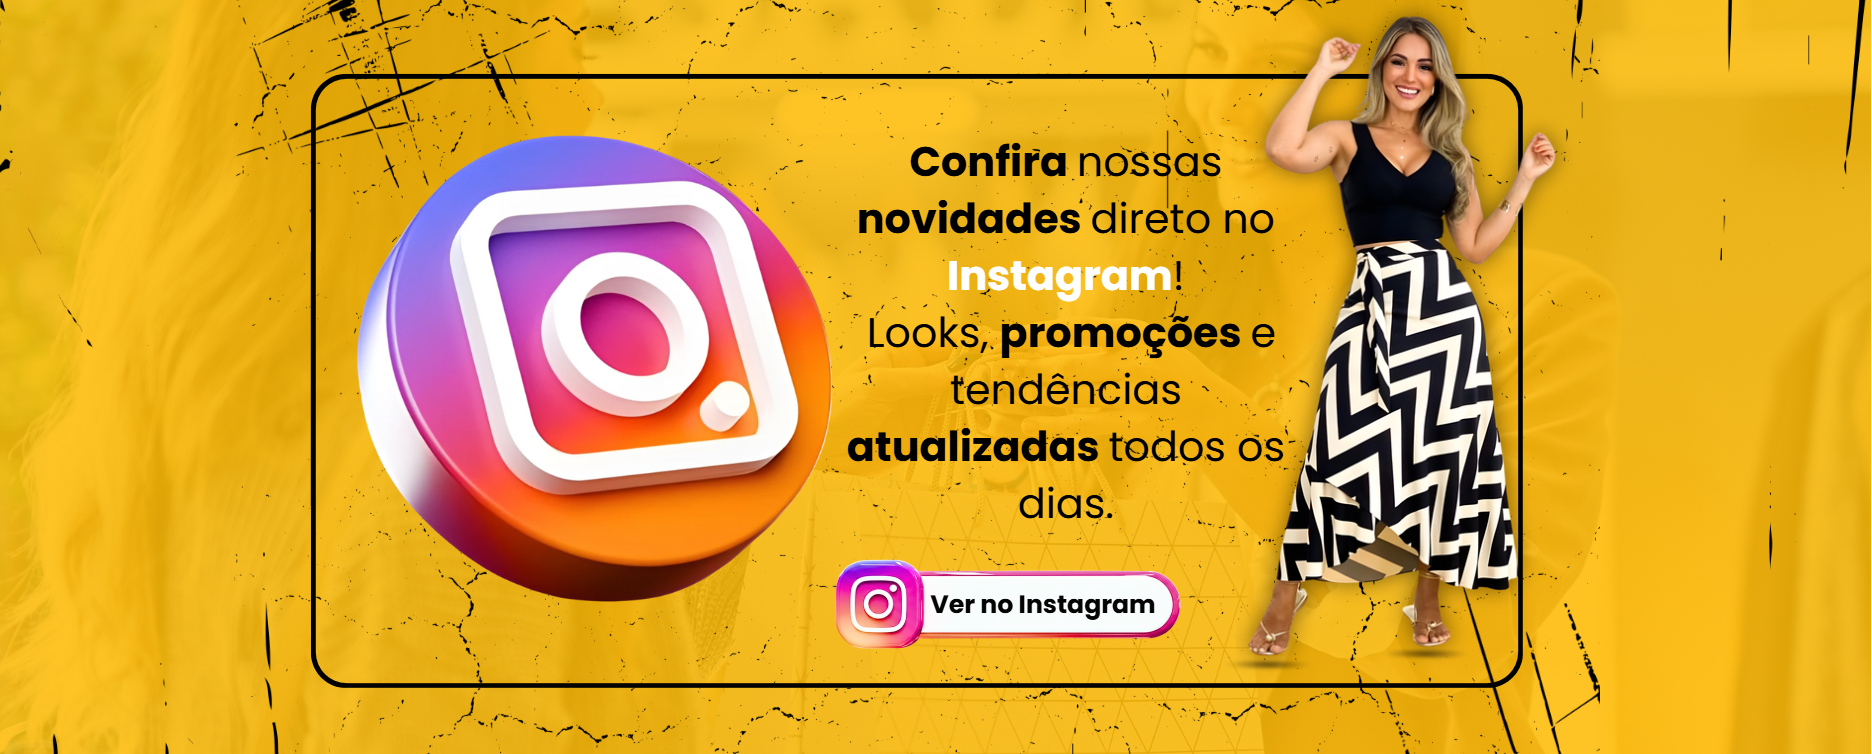 Confira nossas
novidades direto no
Instagram!
Looks, promoções e
tendências
atualizadas todos os
dias.
Ver no Instagram